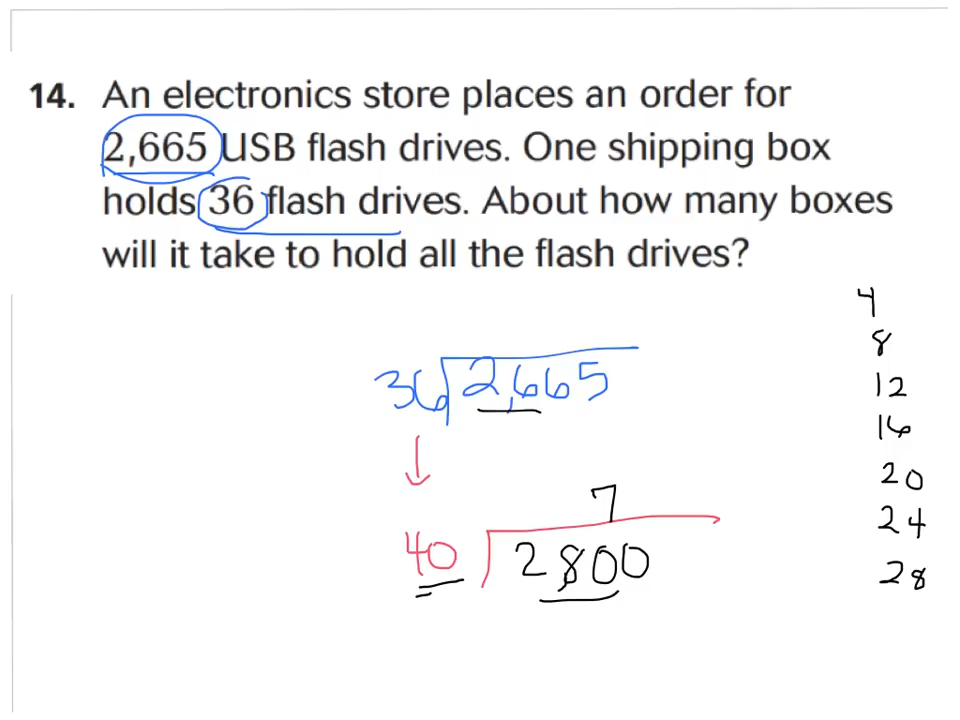 14. An electronics store places an order for
2,665 USB flash drives. One shipping box
holds 36 flash drives. About how many boxes
will it take to hold all the flash drives?
4
8
12
16
20
24
28
36 2,665
7
40 2800